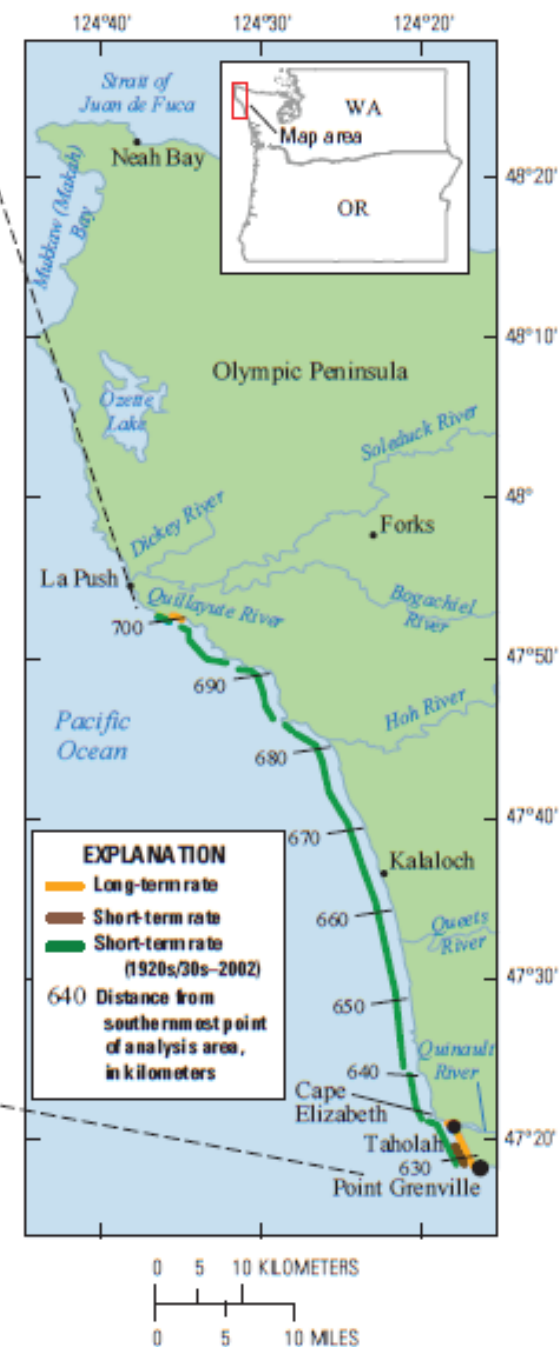 124°40' 124°30' 124°20'
Strait of
Juan de Fuca
Neah Bay
WA
Map area
OR
48°20'
Mukkaw (Makah)
Bay
48°10'
Olympic Peninsula
Ozette
Lake
Soleduck River
48°
Forks
Dickey River
La Push
Quillayute River
Bogachiel
River
700
47°50'
690
Hoh River
Pacific
Ocean
680
47°40'
670
Kalaloch
EXPLANATION
Long-term rate
Short-term rate
Short-term rate
(1920s/30s–2002)
640 Distance from
southernmost point
of analysis area,
in kilometers
660
Queets
River
47°30'
650
Quinault
River
640
Cape
Elizabeth
47°20'
Taholah
630
Point Grenville
0 5 10 KILOMETERS
0 5 10 MILES